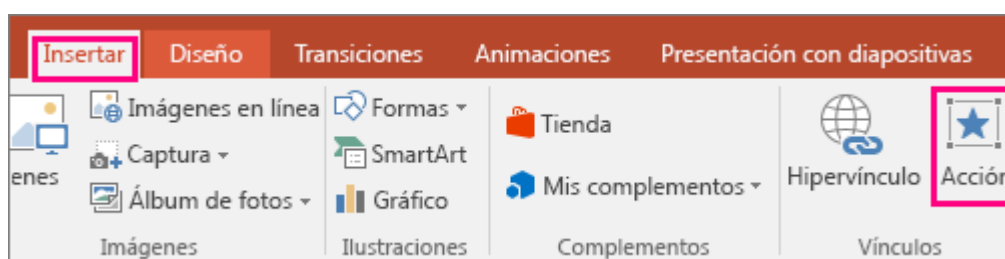 Insertar Diseño Transiciones Animaciones Presentación con diapositivas
Imágenes en línea
Captura
Álbum de fotos
enes
Imágenes
Formas
SmartArt
Gráfico
Ilustraciones
Tienda
Mis complementos
Complementos
Hipervínculo
Acción
Vínculos